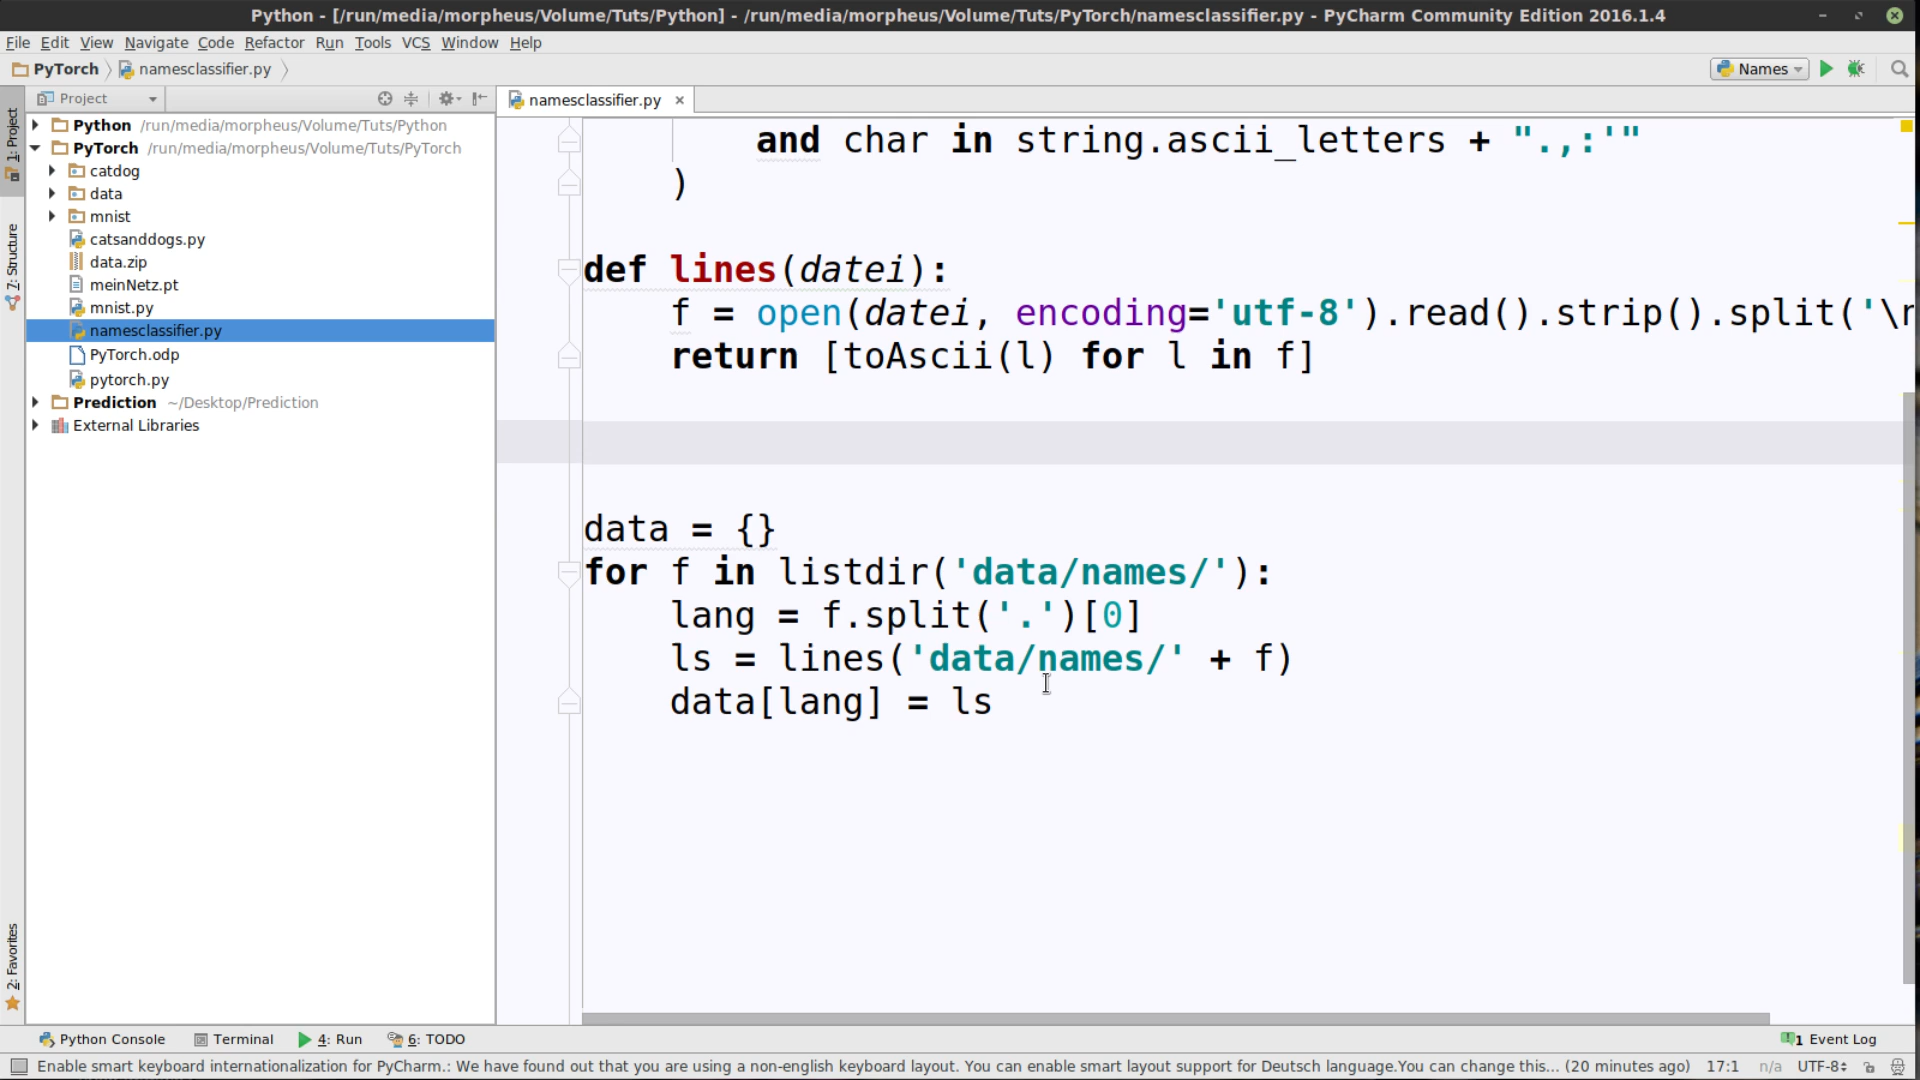 Python - [/run/media/morpheus/Volume/Tuts/Python] - /run/media/morpheus/Volume/Tuts/PyTorch/namesclassifier.py - PyCharm Community Edition 2016.1.4
File Edit View Navigate Code Refactor Run Tools VCS Window Help
PyTorch namesclassifier.py Names
Project namesclassifier.py ×
1: Project
7: Structure
2: Favorites
Python /run/media/morpheus/Volume/Tuts/Python
PyTorch /run/media/morpheus/Volume/Tuts/PyTorch
catdog
data
mnist
catsanddogs.py
data.zip
meinNetz.pt
mnist.py
namesclassifier.py
PyTorch.odp
pytorch.py
Prediction ~/Desktop/Prediction
External Libraries
and char in string.ascii_letters + ".,:'"
)
def lines(datei):
f = open(datei, encoding='utf-8').read().strip().split('\n
return [toAscii(l) for l in f]
data = {}
for f in listdir('data/names/'):
lang = f.split('.')[0]
ls = lines('data/names/' + f)
data[lang] = ls
Python Console Terminal 4: Run 6: TODO 1 Event Log
Enable smart keyboard internationalization for PyCharm.: We have found out that you are using a non-english keyboard layout. You can enable smart layout support for Deutsch language.You can change this... (20 minutes ago) 17:1 n/a UTF-8